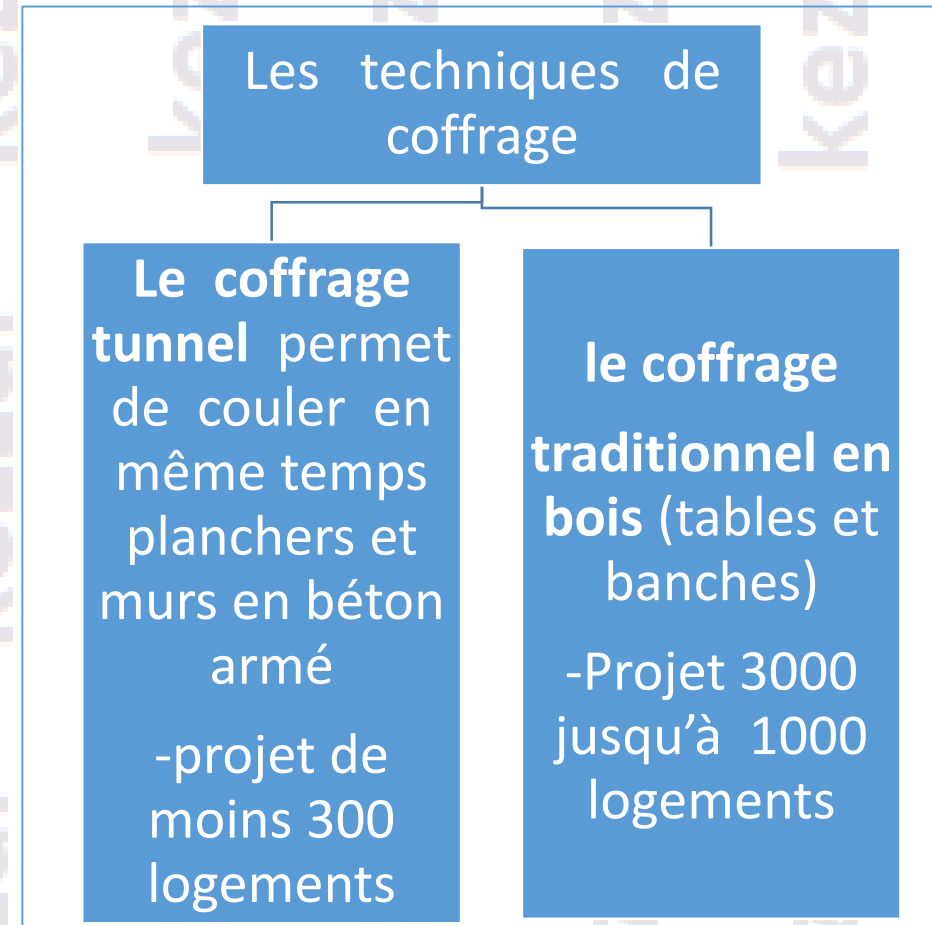 Les techniques de
coffrage
Le coffrage
tunnel permet
de couler en
même temps
planchers et
murs en béton
armé
-projet de
moins 300
logements
le coffrage
traditionnel en
bois (tables et
banches)
-Projet 3000
jusqu'à 1000
logements